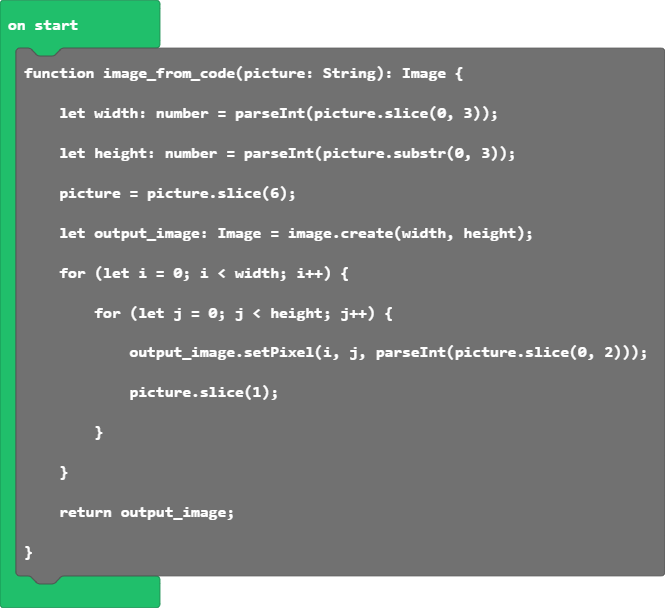 on start
function image_from_code(picture: String): Image {
let width: number = parseInt(picture.slice(0, 3));
let height: number = parseInt(picture.substr(0, 3));
picture = picture.slice(6);
let output_image: Image = image.create(width, height);
for (let i = 0; i < width; i++) {
for (let j = 0; j < height; j++) {
output_image.setPixel(i, j, parseInt(picture.slice(0, 2)));
picture.slice(1);
}
}
return output_image;
}